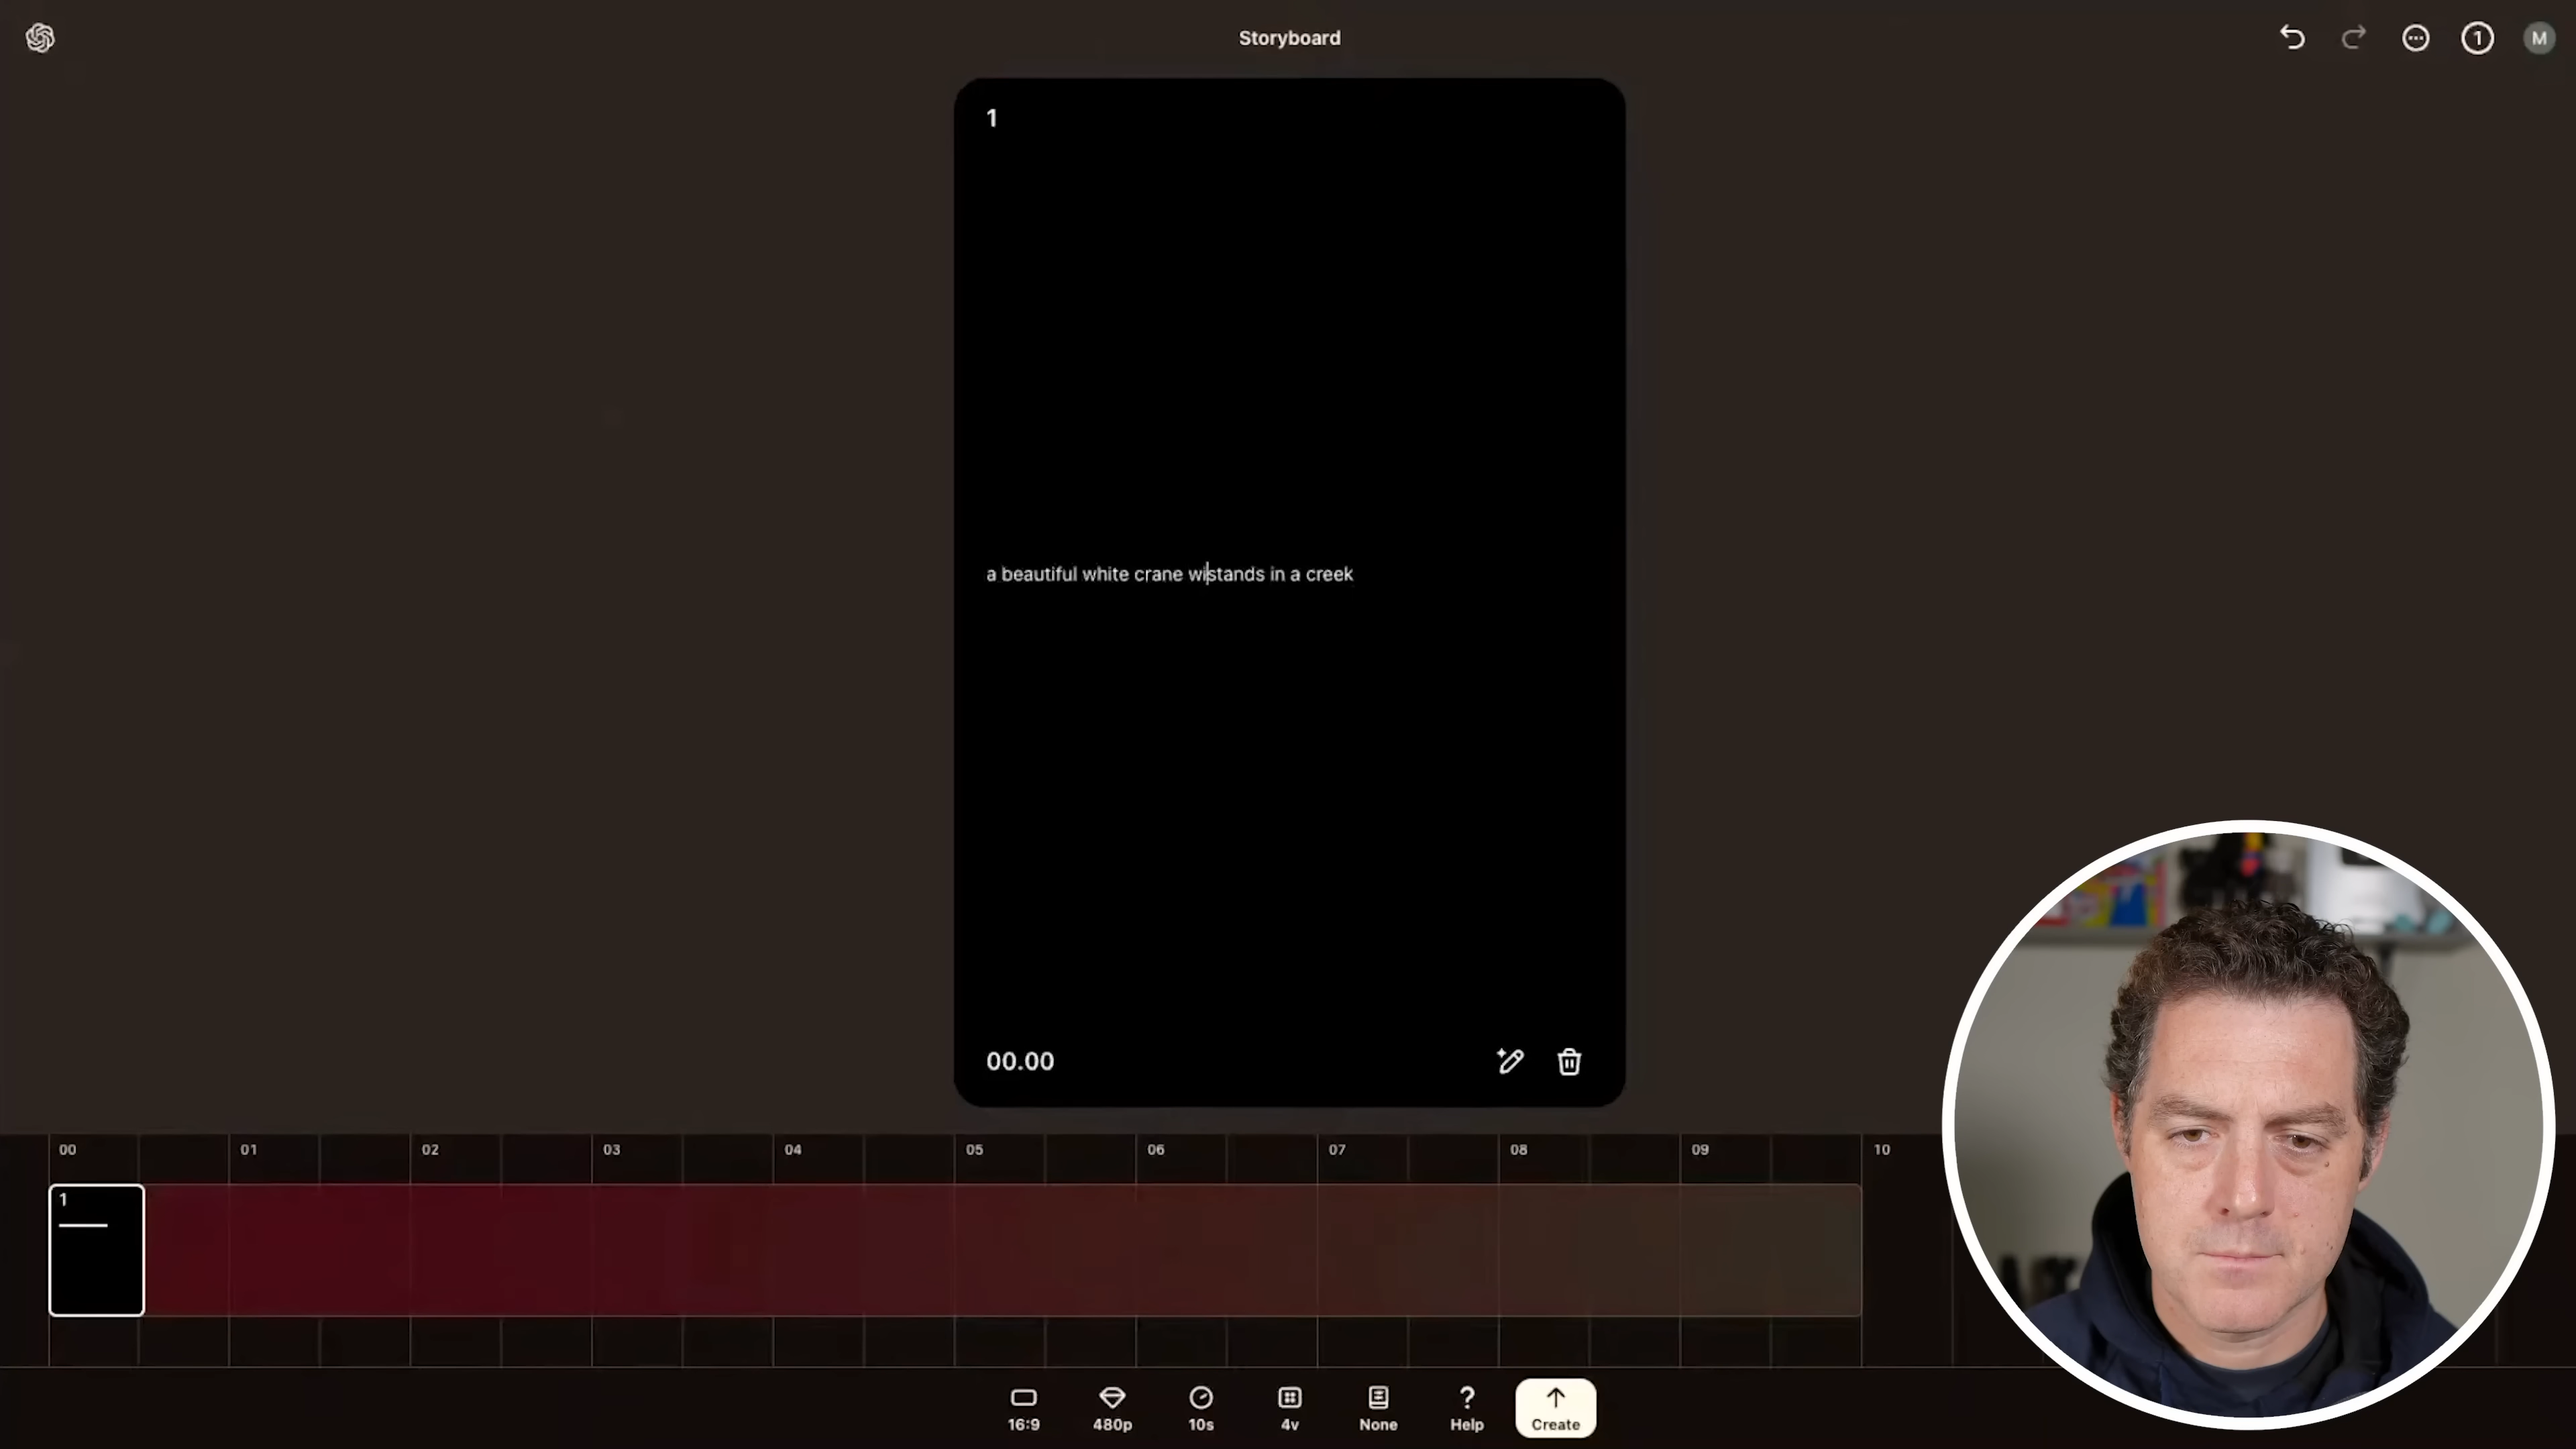 Storyboard
1
M
1
a beautiful white crane wistands in a creek
00.00
00 01 02 03 04 05 06 07 08 09 10
1
16:9 480p 10s 4v None Help Create